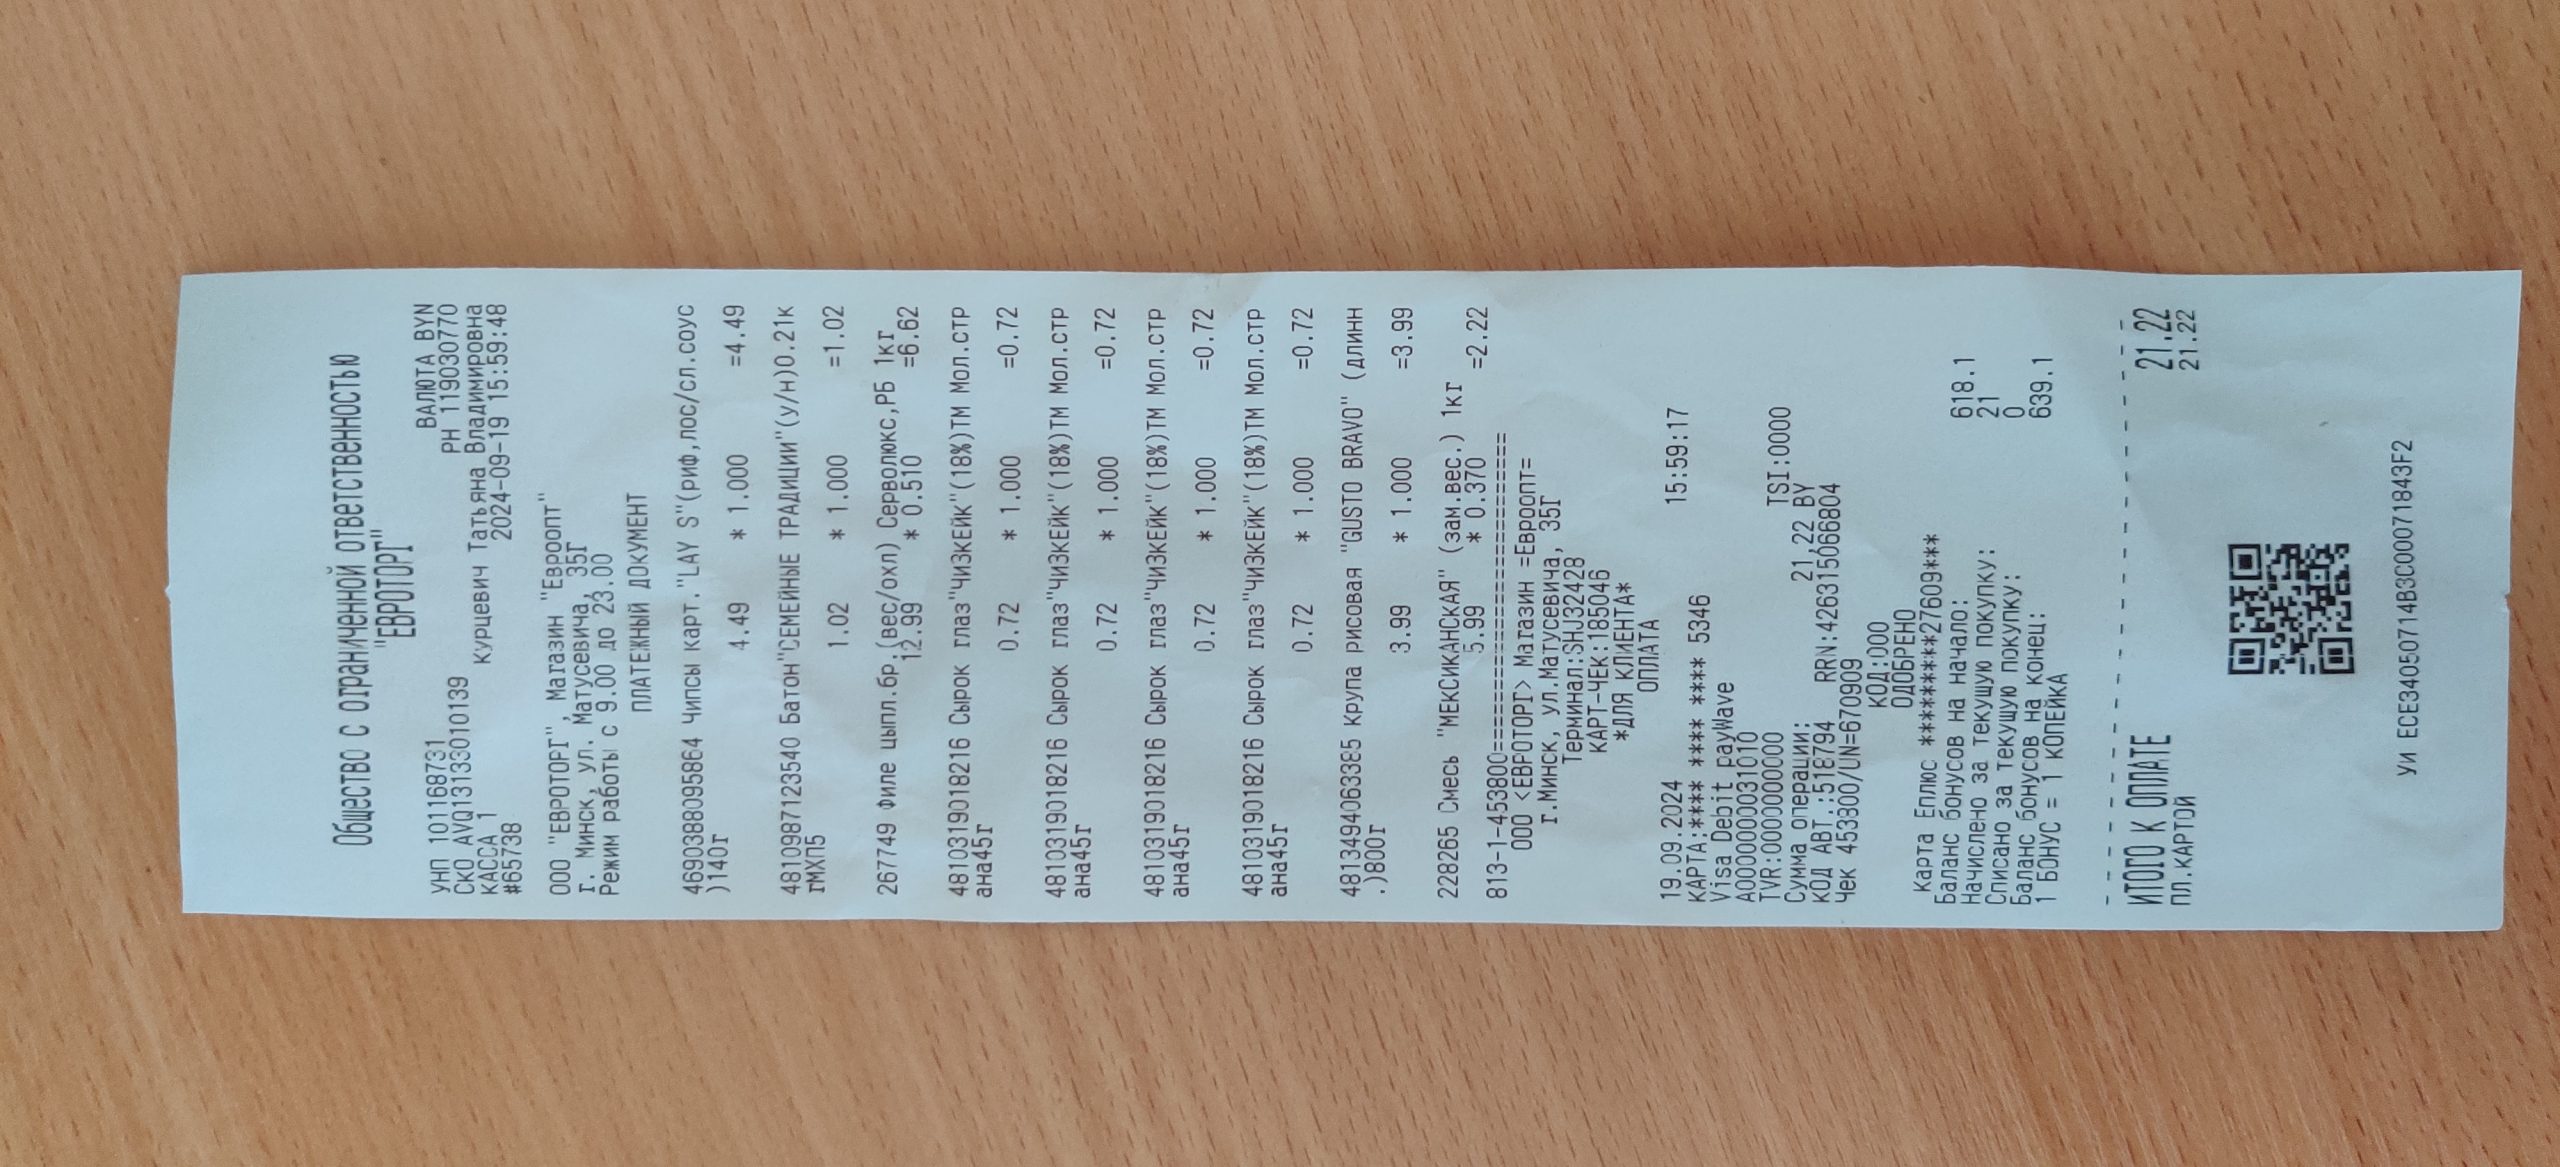 Общество с ограниченной ответственностью
"ЕВРОТОРГ"
ВАЛЮТА BYN
УНП 101168731 РН 119030770
СКО AVQ131333010139
КАССА 1 Курцевич Татьяна Владимировна
#65738 2024-09-19 15:59:48
ООО "ЕВРОТОРГ", Магазин "Евроопт"
Г. Минск, ул. Матусевича, 35Г
Режим работы с 9.00 до 23.00
ПЛАТЕЖНЫЙ ДОКУМЕНТ
4690388095864 Чипсы карт."LAY S"(риф,лос/сл.соус
)140г
4.49 * 1.000 =4.49
4810987123540 Батон"СЕМЕЙНЫЕ ТРАДИЦИИ"(у/н)0.21к
гМХП5
1.02 * 1.000 =1.02
267749 Филе цыпл.бр.(вес/охл) Серволюкс,РБ 1кг
12.99 * 0.510 =6.62
4810319018216 Сырок глаз"ЧИЗКЕЙК"(18%)ТМ Мол.стр
ана45г
0.72 * 1.000 =0.72
4810319018216 Сырок глаз"ЧИЗКЕЙК"(18%)ТМ Мол.стр
ана45г
0.72 * 1.000 =0.72
4810319018216 Сырок глаз"ЧИЗКЕЙК"(18%)ТМ Мол.стр
ана45г
0.72 * 1.000 =0.72
4810319018216 Сырок глаз"ЧИЗКЕЙК"(18%)ТМ Мол.стр
ана45г
0.72 * 1.000 =0.72
4813494063385 Крупа рисовая "GUSTO BRAVO" (длинн
.)800г
3.99 * 1.000 =3.99
228265 Смесь "МЕКСИКАНСКАЯ" (зам.вес.) 1кг
5.99 * 0.370 =2.22
813-1-453800==============================
ООО <ЕВРОТОРГ> Магазин =Евроопт=
г.Минск, ул.Матусевича, 35Г
Терминал:SHJ32428
КАРТ-ЧЕК:185046
*ДЛЯ КЛИЕНТА*
ОПЛАТА
19.09.2024 15:59:17
КАРТА:**** **** **** 5346
Visa Debit payWave
A0000000031010
TVR:0000000000 TSI:0000
Сумма операции: 21,22 BY
КОД АВТ.:518794 RRN:426315066804
Чек 453800/UN=670909
КОД:000
ОДОБРЕНО
Карта Еплюс *********27609***
Баланс бонусов на начало: 618.1
Начислено за текущую покупку: 21
Списано за текущую покупку: 0
Баланс бонусов на конец: 639.1
1 БОНУС = 1 КОПЕЙКА
ИТОГО К ОПЛАТЕ 21.22
ПЛ.КАРТОЙ 21.22
УИ ECE34050714B3C00071843F2